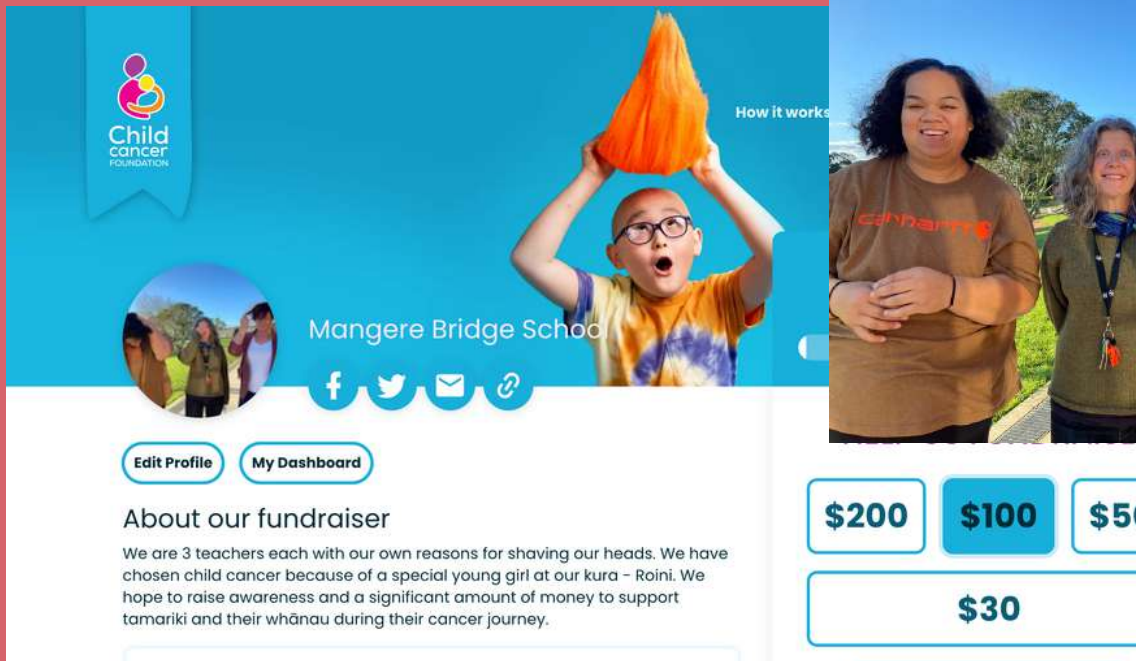 Child
cancer
FOUNDATION
How it works
carhartt
Mangere Bridge School
Edit Profile
My Dashboard
About our fundraiser
We are 3 teachers each with our own reasons for shaving our heads. We have
chosen child cancer because of a special young girl at our kura - Roini. We
hope to raise awareness and a significant amount of money to support
tamariki and their whānau during their cancer journey.
$200
$100
$30